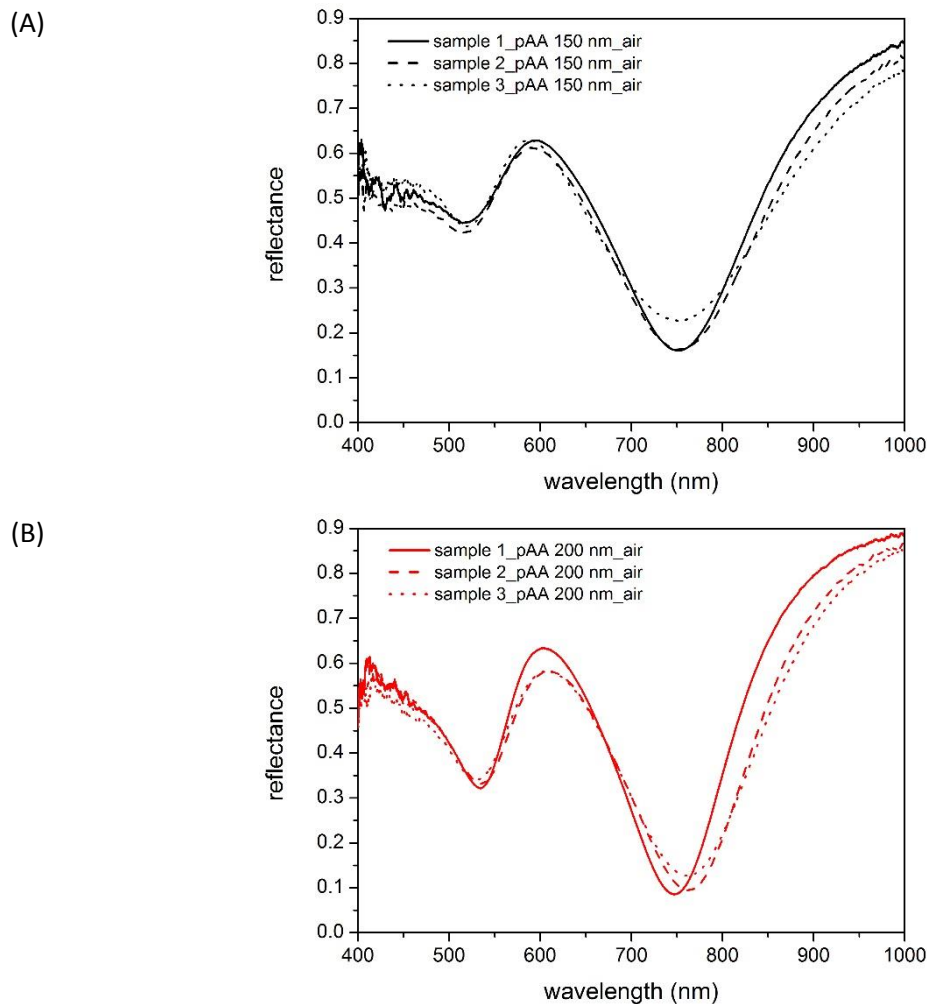 (A)
0.9
0.8
0.7
0.6
0.5
0.4
0.3
0.2
0.1
0.0
reflectance
sample 1_pAA 150 nm_air
sample 2_pAA 150 nm_air
sample 3_pAA 150 nm_air
400 500 600 700 800 900 1000
wavelength (nm)
(B)
0.9
0.8
0.7
0.6
0.5
0.4
0.3
0.2
0.1
0.0
reflectance
sample 1_pAA 200 nm_air
sample 2_pAA 200 nm_air
sample 3_pAA 200 nm_air
400 500 600 700 800 900 1000
wavelength (nm)